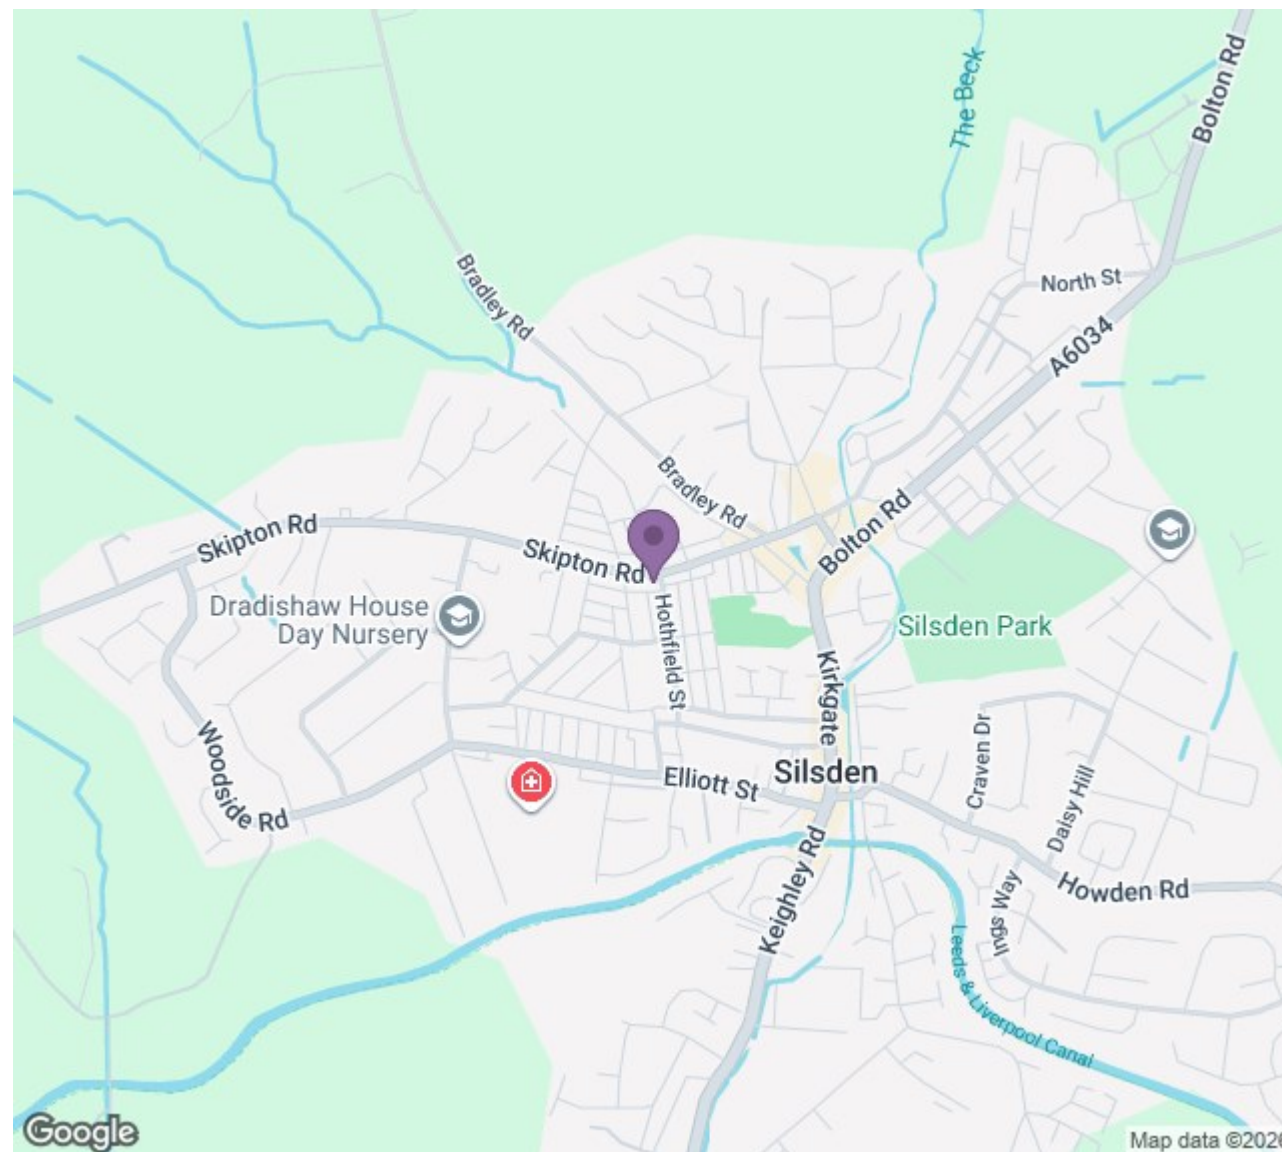 The Beck
Bolton Rd
North St
Bradley Rd
A6034
Bradley Rd
Bolton Rd
Skipton Rd
Skipton Rd
Dradishaw House
Day Nursery
Hothfield St
Silsden Park
Kirkgate
Woodside Rd
Elliott St
Silsden
Craven Dr
Daisy Hill
Keighley Rd
Howden Rd
Ings Way
Leeds & Liverpool Canal
Google
Map data ©2026